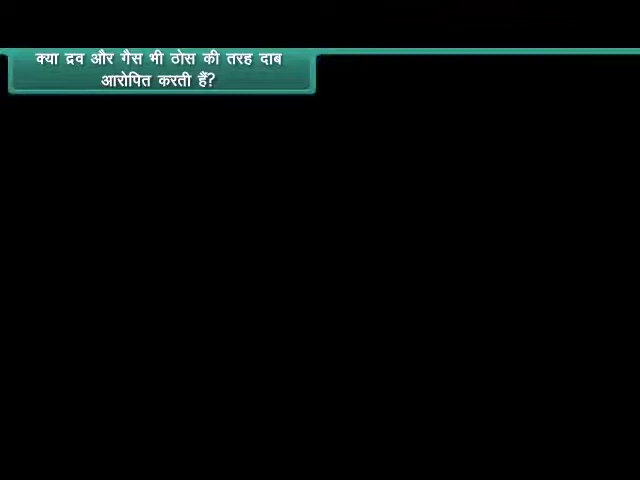 क्या द्रव और गैस भी ठोस की तरह दाब
आरोपित करती हैं?